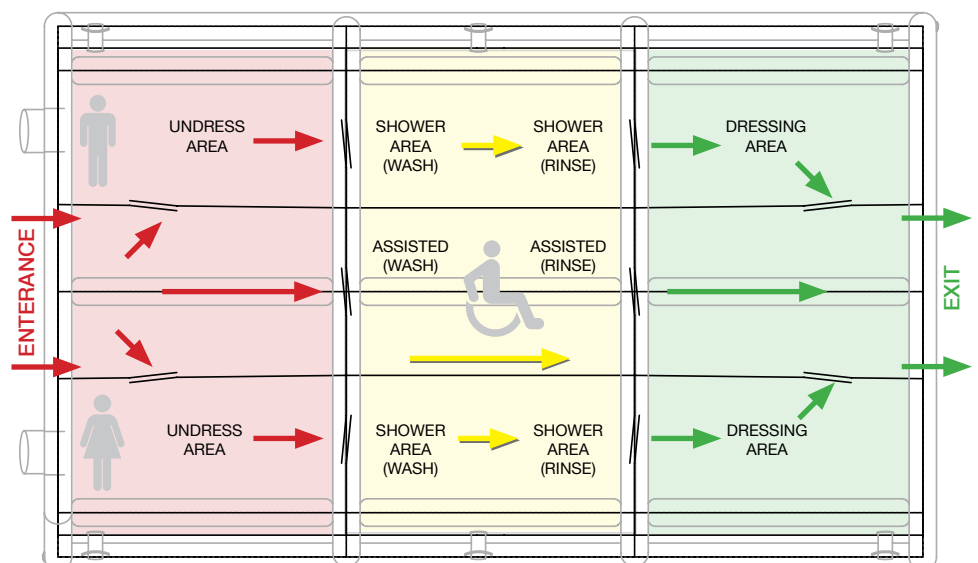 UNDRESS
AREA
SHOWER
AREA
(WASH)
SHOWER
AREA
(RINSE)
DRESSING
AREA
ENTERANCE
ASSISTED
(WASH)
ASSISTED
(RINSE)
EXIT
UNDRESS
AREA
SHOWER
AREA
(WASH)
SHOWER
AREA
(RINSE)
DRESSING
AREA